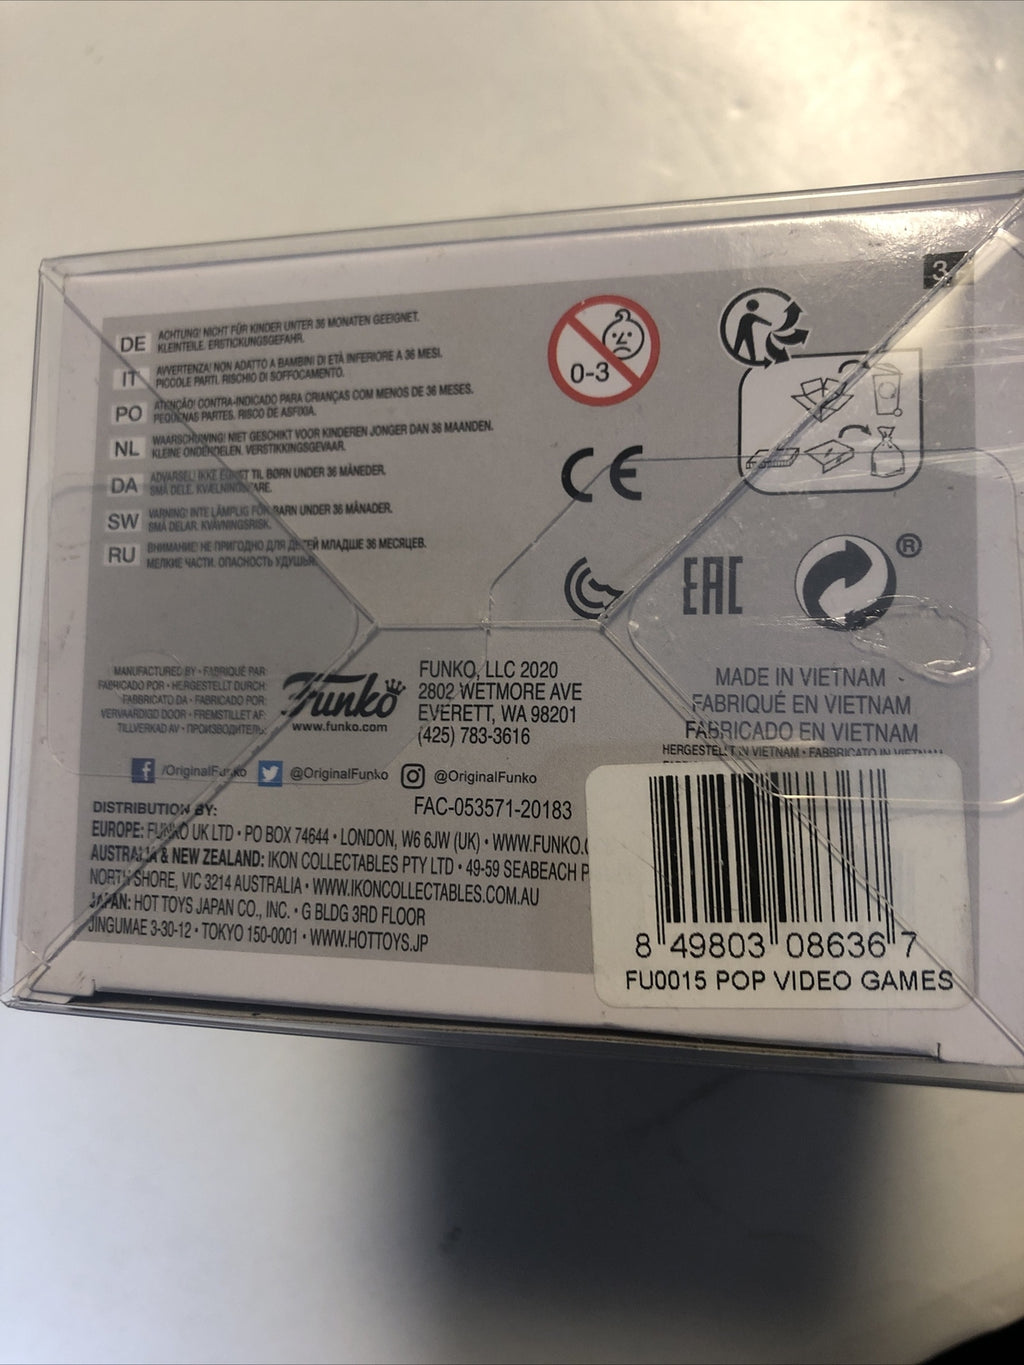 3+
DE ACHTUNG! NICHT FÜR KINDER UNTER 36 MONATEN GEEIGNET.
KLEINTEILE. ERSTICKUNGSGEFAHR.
IT AVVERTENZA! NON ADATTO A BAMBINI DI ETÀ INFERIORE A 36 MESI.
PICCOLE PARTI. RISCHIO DI SOFFOCAMENTO.
PO ATENÇÃO! CONTRA-INDICADO PARA CRIANÇAS COM MENOS DE 36 MESES.
PEQUENAS PARTES. RISCO DE ASFIXIA.
NL WAARSCHUWING! NIET GESCHIKT VOOR KINDEREN JONGER DAN 36 MAANDEN.
KLEINE ONDERDELEN. VERSTIKKINGSGEVAAR.
DA ADVARSEL! IKKE EGNET TIL BØRN UNDER 36 MÅNEDER.
SMÅ DELE. KVÆLNINGSFARE.
SW VARNING! INTE LÄMPLIG FÖR BARN UNDER 36 MÅNADER.
SMÅ DELAR. KVÄVNINGSRISK.
RU ВНИМАНИЕ! НЕ ПРИГОДНО ДЛЯ ДЕТЕЙ МЛАДШЕ 36 МЕСЯЦЕВ.
МЕЛКИЕ ЧАСТИ. ОПАСНОСТЬ УДУШЬЯ.
0-3
CE
EAC
®
MANUFACTURED BY • FABRIQUÉ PAR
FABRICADO POR • HERGESTELLT DURCH:
FABBRICATO DA • FABRICADO POR:
VERVAARDIGD DOOR • FREMSTILLET AF:
TILLVERKAD AV • ПРОИЗВОДИТЕЛЬ:
Funko
www.funko.com
FUNKO, LLC 2020
2802 WETMORE AVE
EVERETT, WA 98201
(425) 783-3616
MADE IN VIETNAM
FABRIQUÉ EN VIETNAM
FABRICADO EN VIETNAM
HERGESTELLT IN VIETNAM • FABBRICATO IN VIETNAM
/OriginalFunko @OriginalFunko @OriginalFunko
FAC-053571-20183
DISTRIBUTION BY:
EUROPE: FUNKO UK LTD • PO BOX 74644 • LONDON, W6 6JW (UK) • WWW.FUNKO.
AUSTRALIA & NEW ZEALAND: IKON COLLECTABLES PTY LTD • 49-59 SEABEACH P
NORTH SHORE, VIC 3214 AUSTRALIA • WWW.IKONCOLLECTABLES.COM.AU
JAPAN: HOT TOYS JAPAN CO., INC. • G BLDG 3RD FLOOR
JINGUMAE 3-30-12 • TOKYO 150-0001 • WWW.HOTTOYS.JP
8 49803 08636 7
FU0015 POP VIDEO GAMES